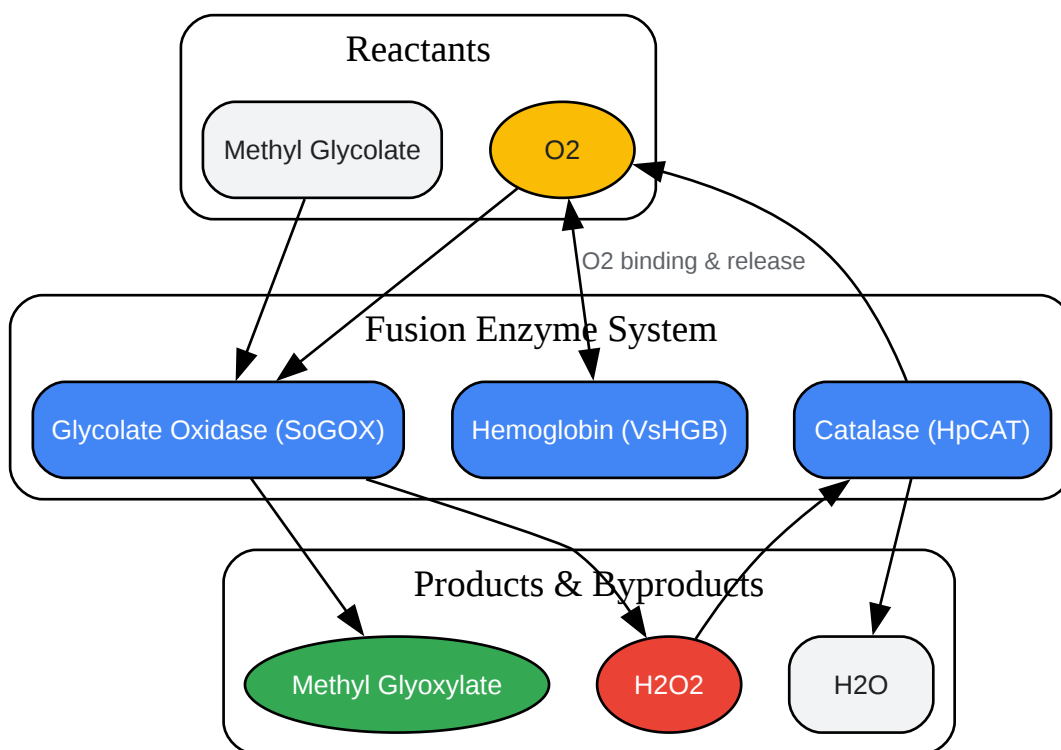 Reactants
Methyl Glycolate
O2
O2 binding & release
Fusion Enzyme System
Glycolate Oxidase (SoGOX)
Hemoglobin (VsHGB)
Catalase (HpCAT)
Products & Byproducts
Methyl Glyoxylate
H2O2
H2O